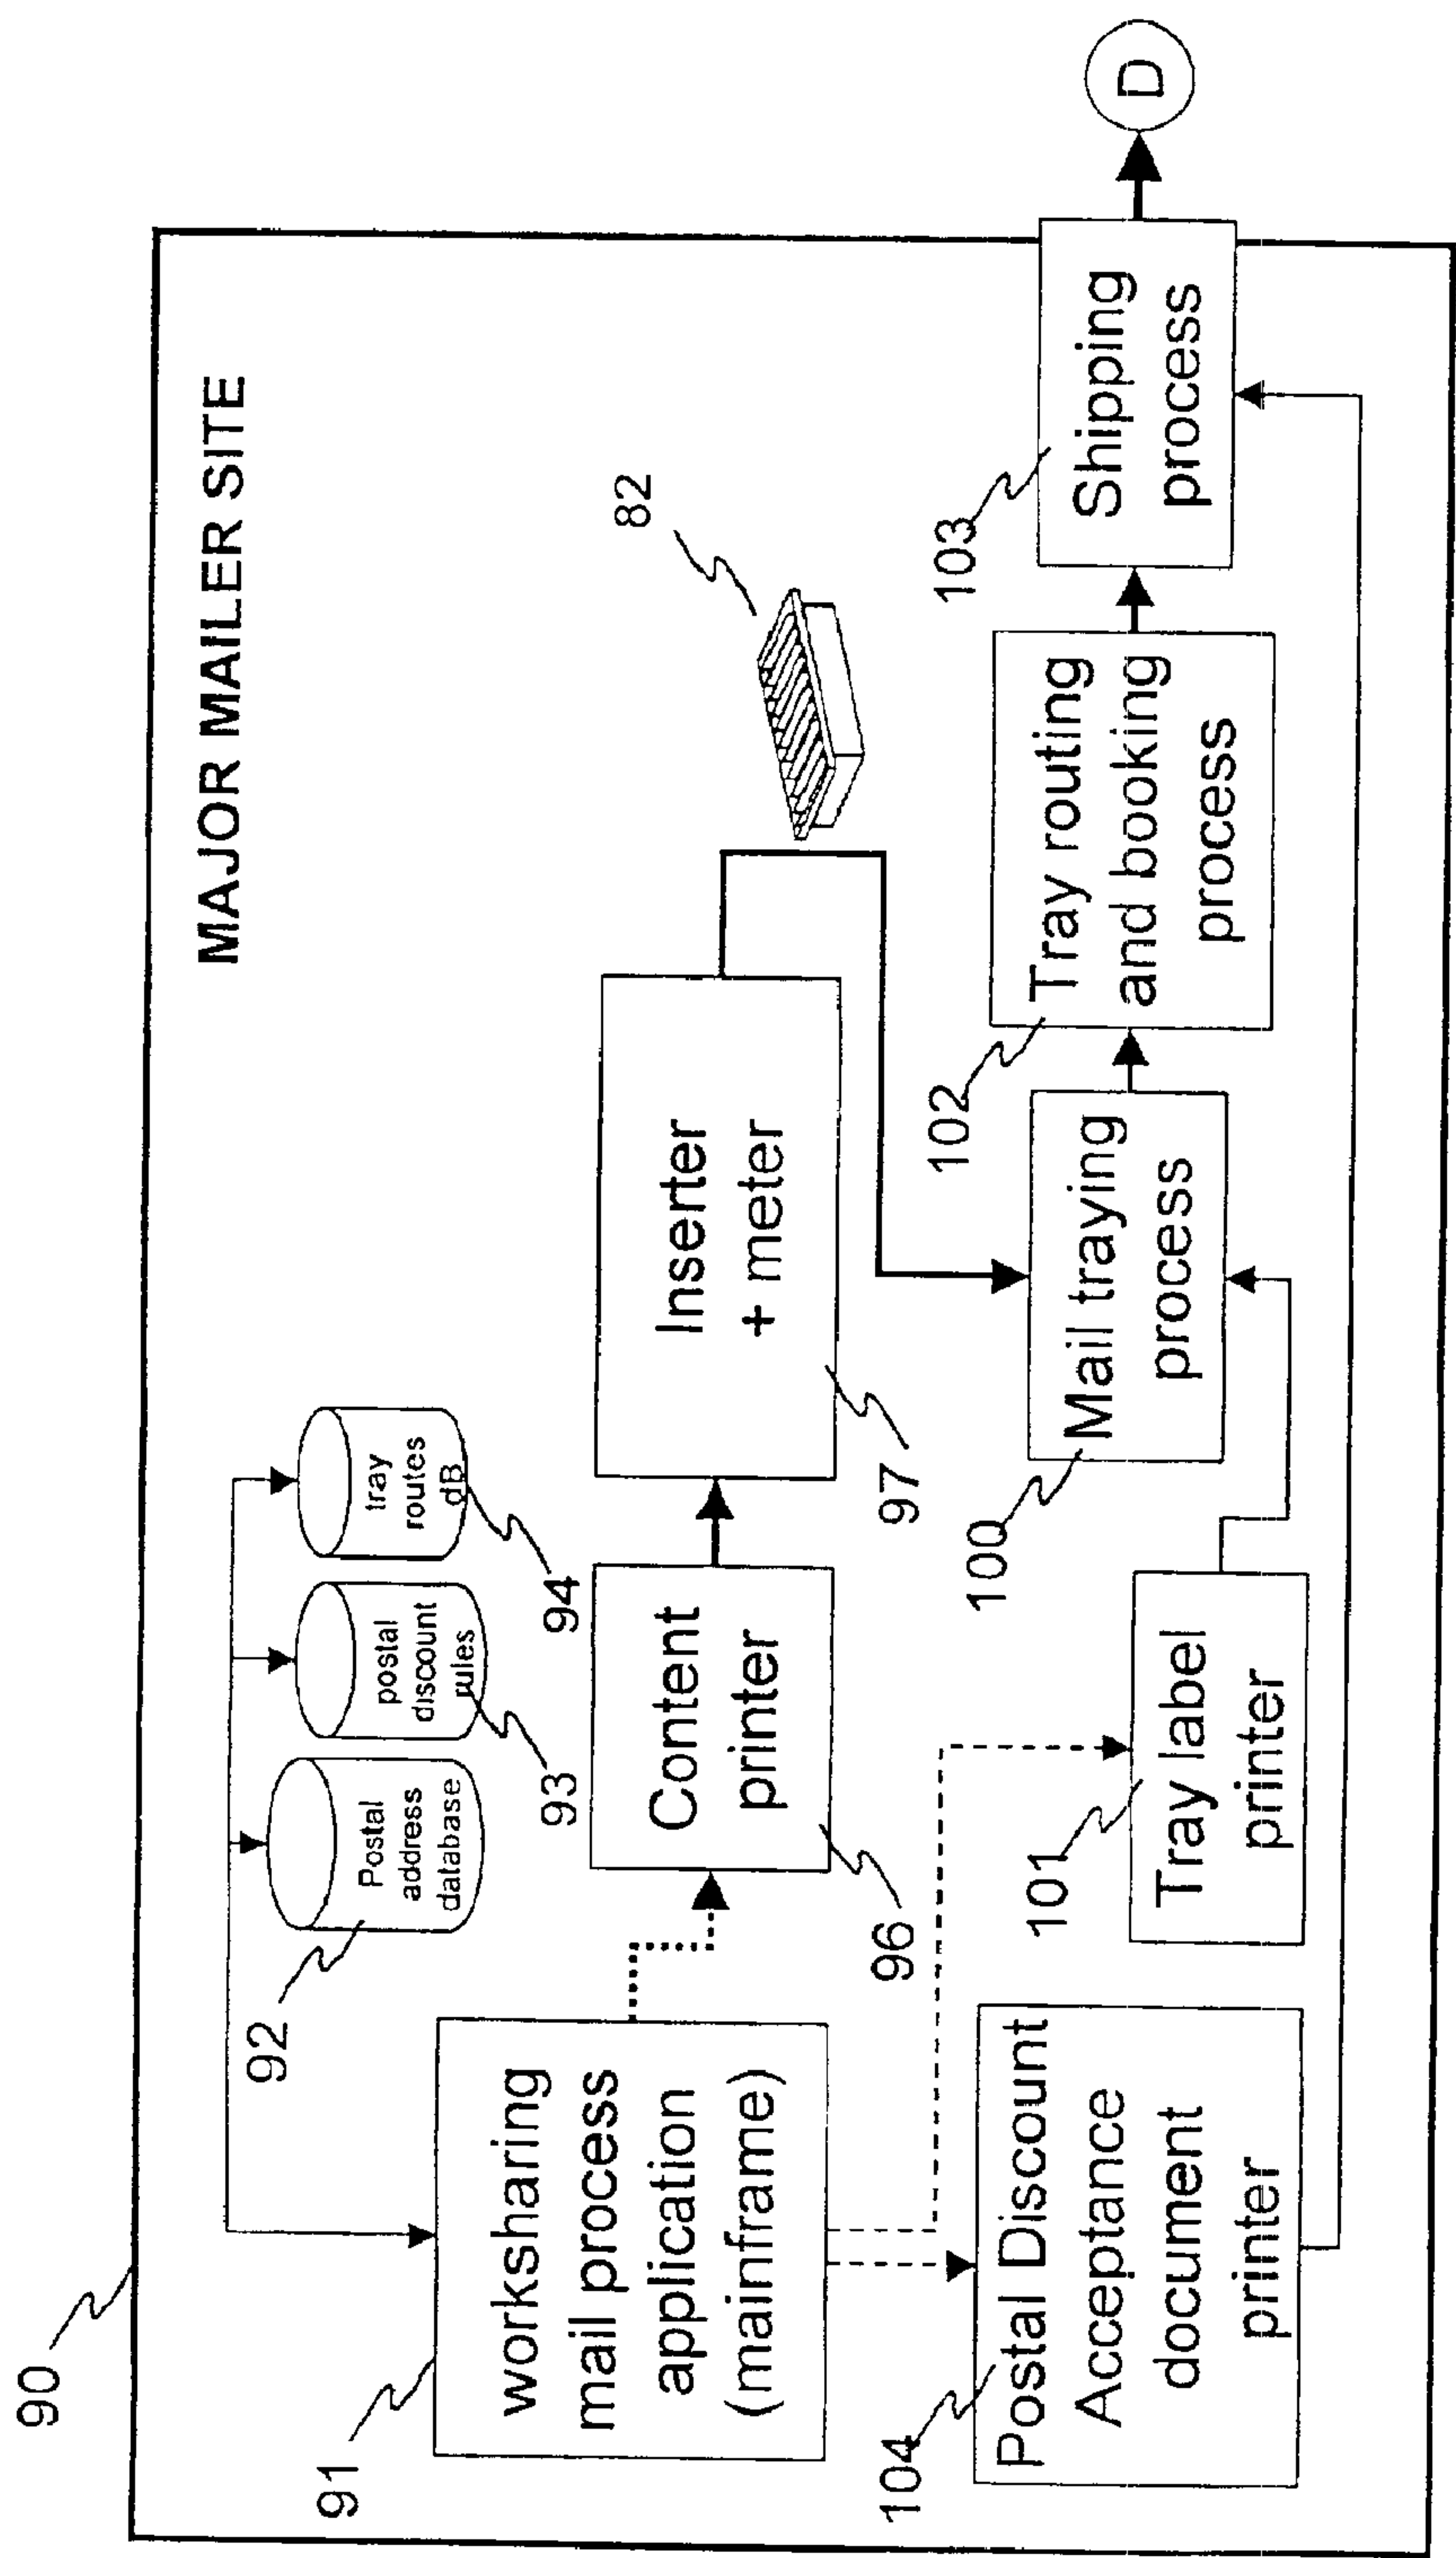 90
MAJOR MAILER SITE
91
worksharing
mail process
application
(mainframe)
92
Postal
address
database
93
postal
discount
rules
94
tray
routes
dB
96
Content
printer
97
Inserter
+ meter
82
104
Postal Discount
Acceptance
document
printer
101
Tray label
printer
100
Mail traying
process
102
Tray routing
and booking
process
103
Shipping
process
D